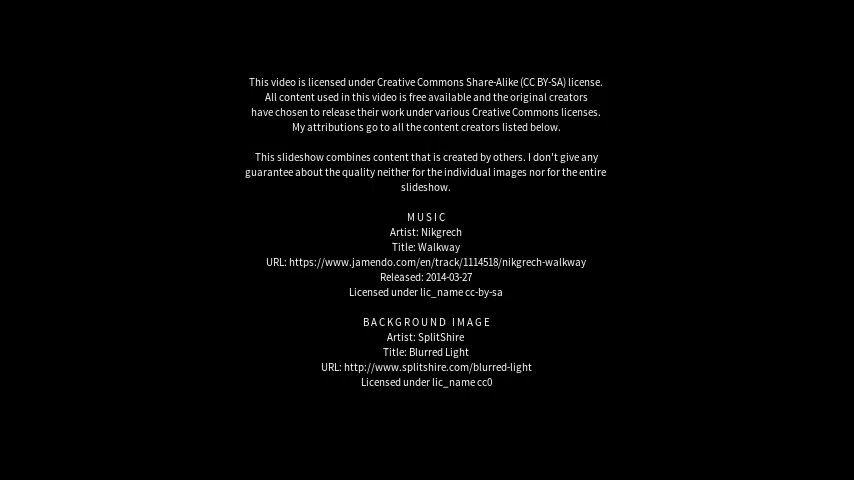 This video is licensed under Creative Commons Share-Alike (CC BY-SA) license.
All content used in this video is free available and the original creators
have chosen to release their work under various Creative Commons licenses.
My attributions go to all the content creators listed below.
This slideshow combines content that is created by others. I don't give any
guarantee about the quality neither for the individual images nor for the entire
slideshow.
MUSIC
Artist: Nikgrech
Title: Walkway
URL: https://www.jamendo.com/en/track/1114518/nikgrech-walkway
Released: 2014-03-27
Licensed under lic_name cc-by-sa
BACKGROUND IMAGE
Artist: SplitShire
Title: Blurred Light
URL: http://www.splitshire.com/blurred-light
Licensed under lic_name cc0